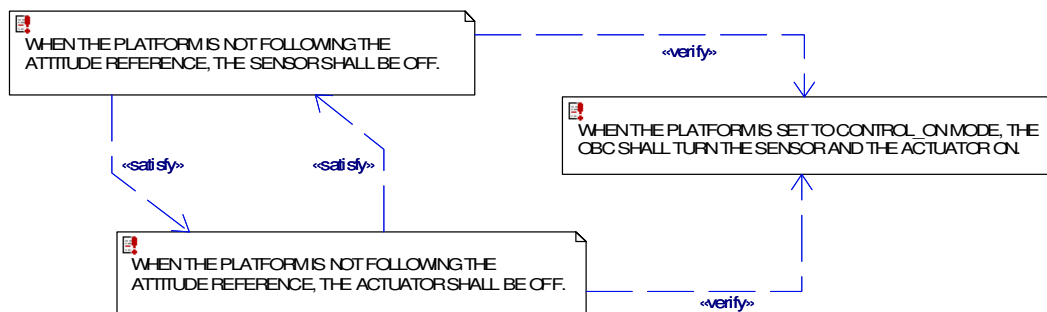 WHEN THE PLATFORM IS NOT FOLLOWING THE
ATTITUDE REFERENCE, THE SENSOR SHALL BE OFF.
«verify»
WHEN THE PLATFORM IS SET TO CONTROL_ON MODE, THE
OBC SHALL TURN THE SENSOR AND THE ACTUATOR ON.
«satisfy»
«satisfy»
WHEN THE PLATFORM IS NOT FOLLOWING THE
ATTITUDE REFERENCE, THE ACTUATOR SHALL BE OFF.
«verify»